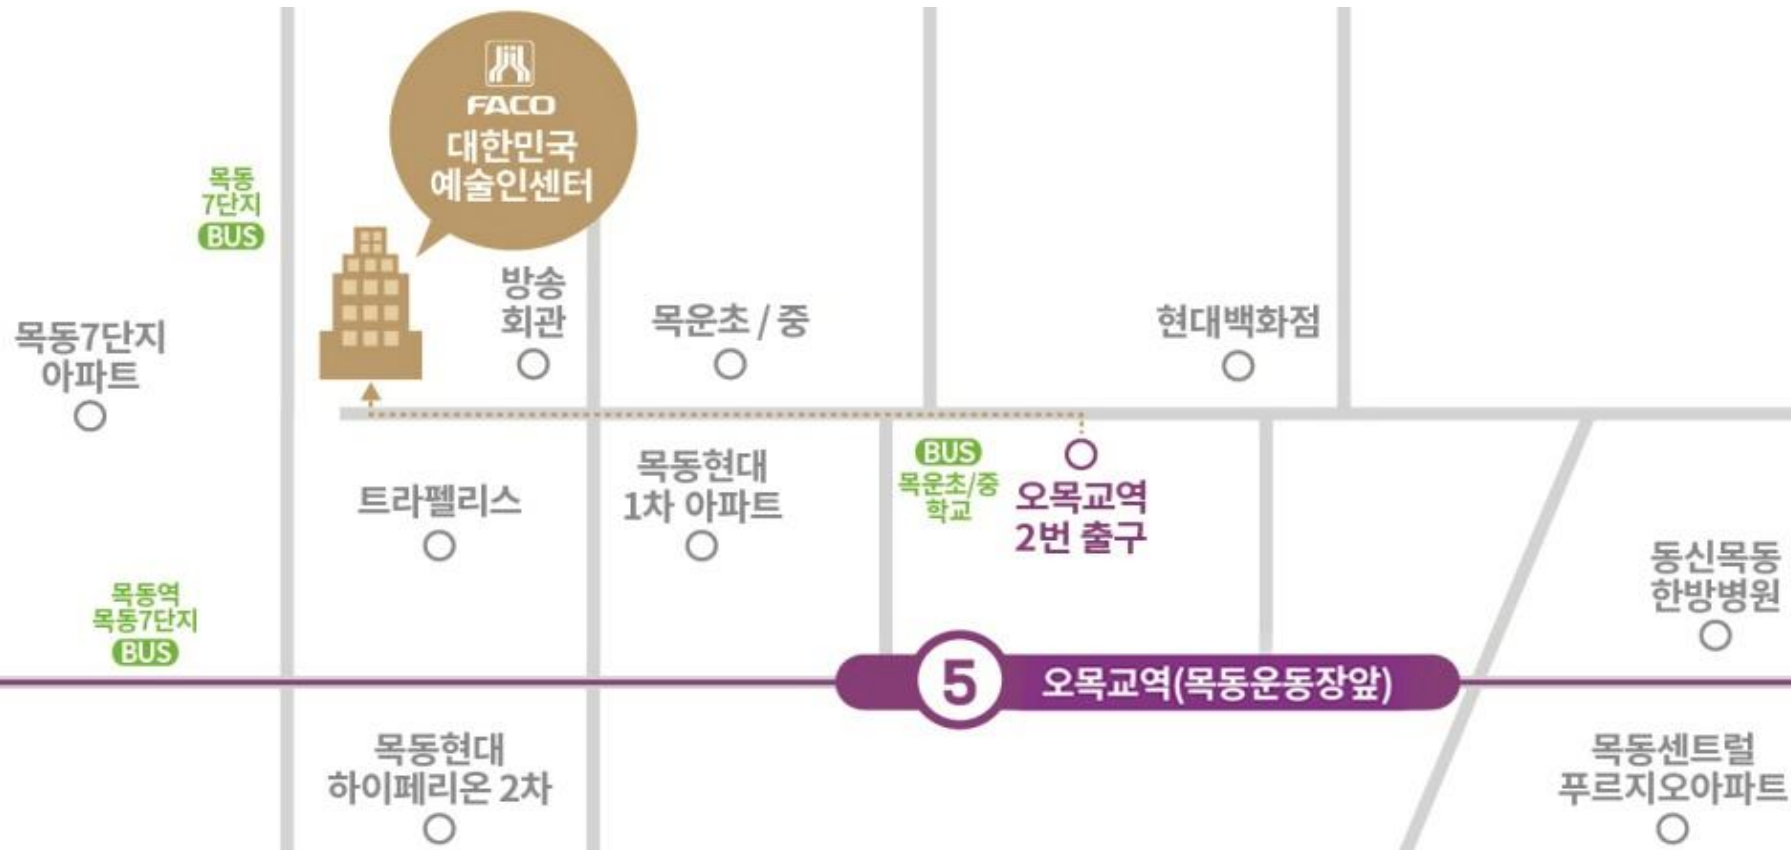 FACO
대한민국
예술인센터
목동
7단지
BUS
방송
회관
목운초 / 중
현대백화점
목동7단지
아파트
BUS
목운초/중
학교
오목교역
2번 출구
목동현대
1차 아파트
트라펠리스
동신목동
한방병원
목동역
목동7단지
BUS
5
오목교역(목동운동장앞)
목동현대
하이페리온 2차
목동센트럴
푸르지오아파트